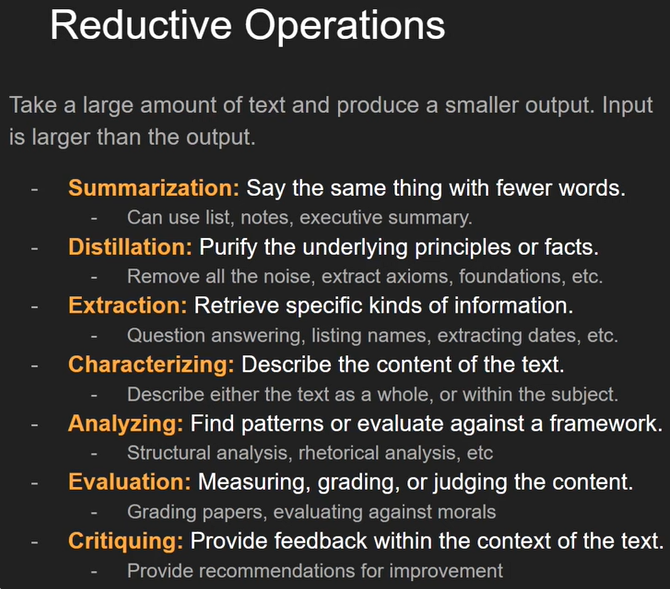 Reductive Operations
Take a large amount of text and produce a smaller output. Input
is larger than the output.
- Summarization: Say the same thing with fewer words.
- Can use list, notes, executive summary.
- Distillation: Purify the underlying principles or facts.
- Remove all the noise, extract axioms, foundations, etc.
- Extraction: Retrieve specific kinds of information.
- Question answering, listing names, extracting dates, etc.
- Characterizing: Describe the content of the text.
- Describe either the text as a whole, or within the subject.
- Analyzing: Find patterns or evaluate against a framework.
- Structural analysis, rhetorical analysis, etc
- Evaluation: Measuring, grading, or judging the content.
- Grading papers, evaluating against morals
- Critiquing: Provide feedback within the context of the text.
- Provide recommendations for improvement